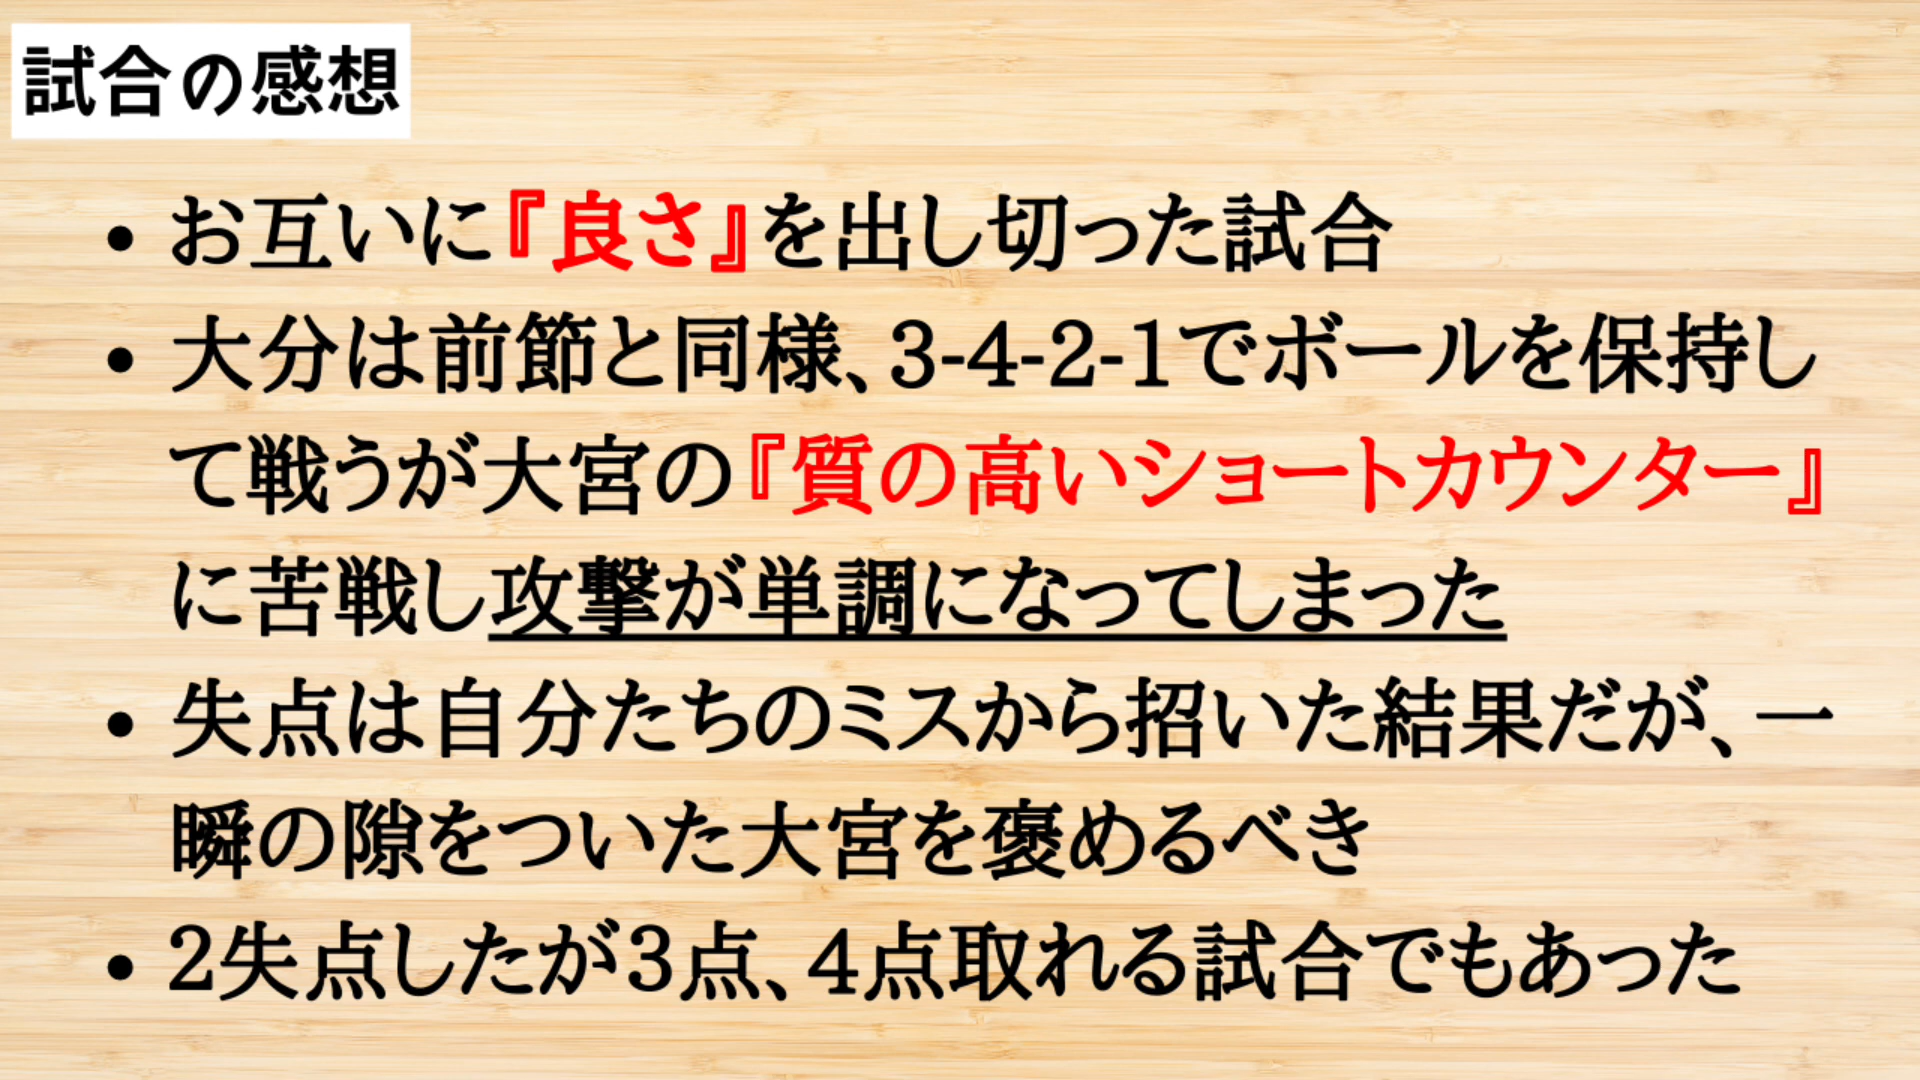 試合の感想
• お互いに『良さ』を出し切った試合
• 大分は前節と同様、3-4-2-1でボールを保持し
て戦うが大宮の『質の高いショートカウンター』
に苦戦し攻撃が単調になってしまった
• 失点は自分たちのミスから招いた結果だが、一
瞬の隙をついた大宮を褒めるべき
• 2失点したが3点、4点取れる試合でもあった